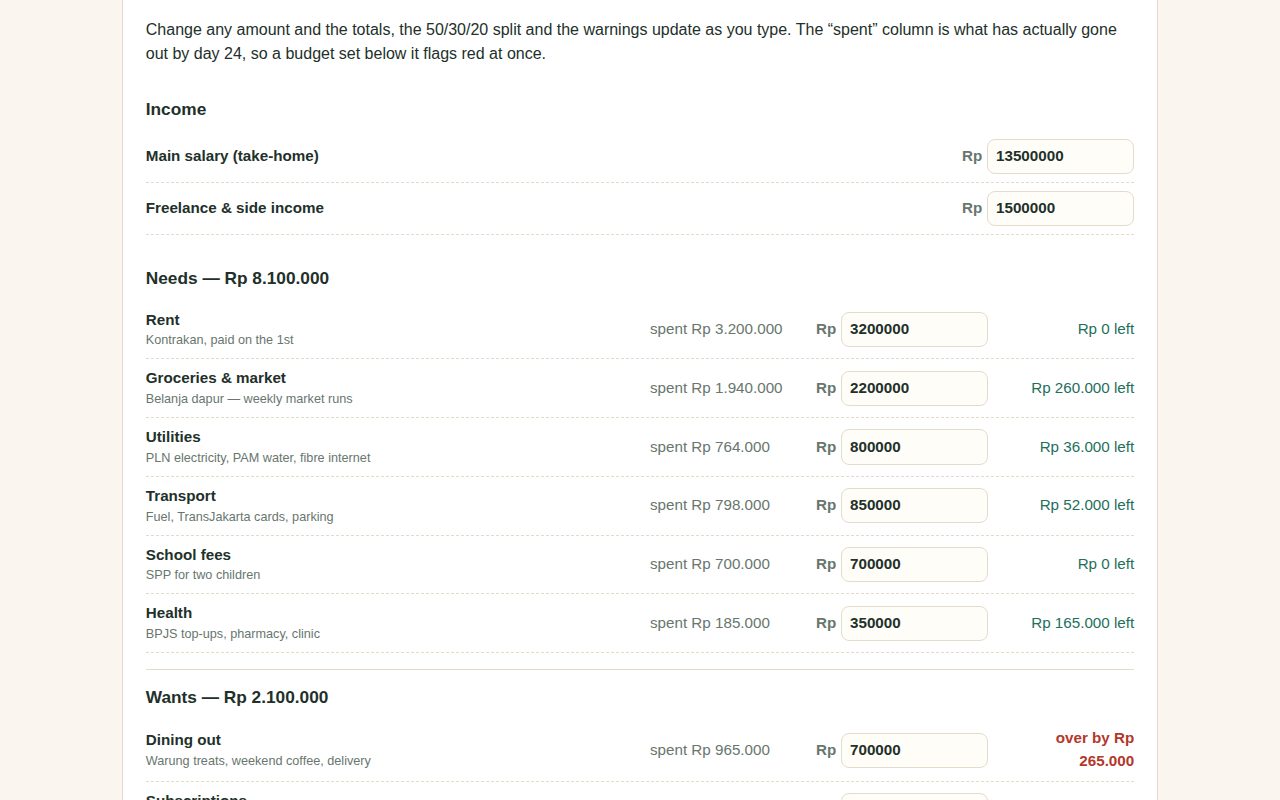 Change any amount and the totals, the 50/30/20 split and the warnings update as you type. The “spent” column is what has actually gone
out by day 24, so a budget set below it flags red at once.
Income
Main salary (take-home) Rp 13500000
Freelance & side income Rp 1500000
Needs — Rp 8.100.000
Rent
Kontrakan, paid on the 1st
spent Rp 3.200.000 Rp 3200000 Rp 0 left
Groceries & market
Belanja dapur — weekly market runs
spent Rp 1.940.000 Rp 2200000 Rp 260.000 left
Utilities
PLN electricity, PAM water, fibre internet
spent Rp 764.000 Rp 800000 Rp 36.000 left
Transport
Fuel, TransJakarta cards, parking
spent Rp 798.000 Rp 850000 Rp 52.000 left
School fees
SPP for two children
spent Rp 700.000 Rp 700000 Rp 0 left
Health
BPJS top-ups, pharmacy, clinic
spent Rp 185.000 Rp 350000 Rp 165.000 left
Wants — Rp 2.100.000
Dining out
Warung treats, weekend coffee, delivery
spent Rp 965.000 Rp 700000 over by Rp
265.000
Subscriptions